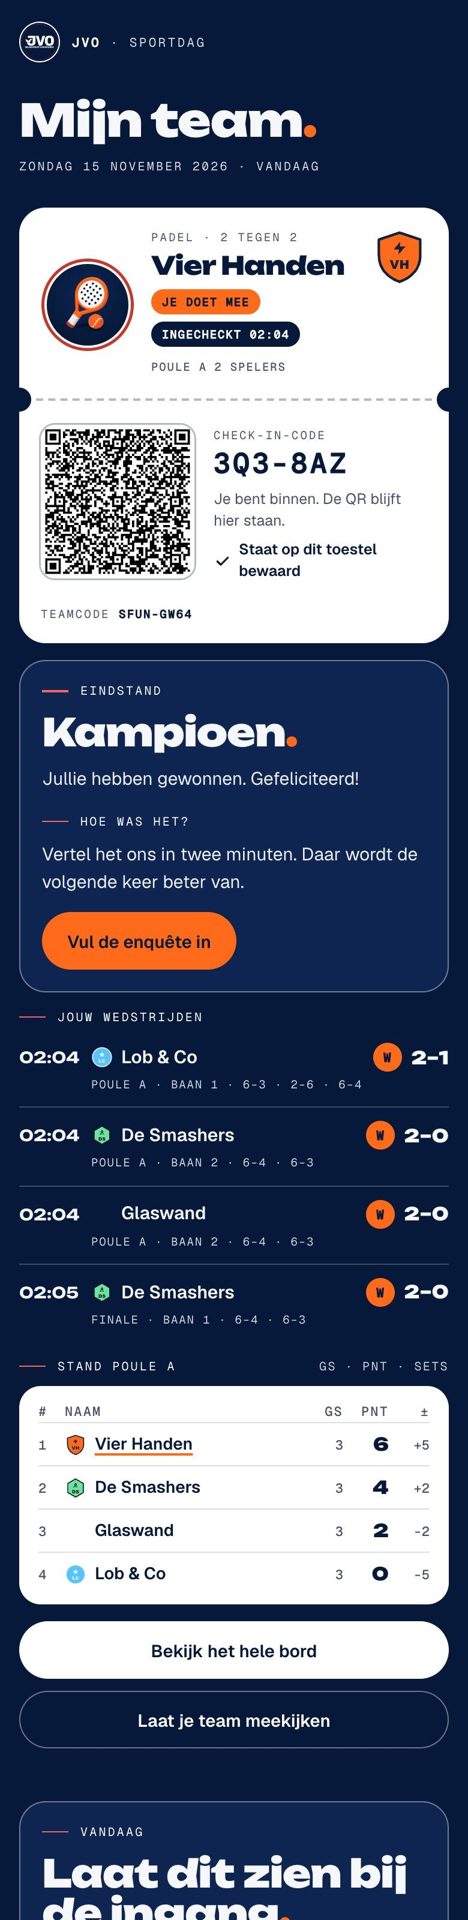 JVO
JVO · SPORTDAG
Mijn team.
ZONDAG 15 NOVEMBER 2026 · VANDAAG
PADEL · 2 TEGEN 2
Vier Handen
VH
JE DOET MEE
INGECHECKT 02:04
POULE A 2 SPELERS
CHECK-IN-CODE
3Q3-8AZ
Je bent binnen. De QR blijft
hier staan.
Staat op dit toestel
bewaard
TEAMCODE SFUN-GW64
EINDSTAND
Kampioen.
Jullie hebben gewonnen. Gefeliciteerd!
HOE WAS HET?
Vertel het ons in twee minuten. Daar wordt de
volgende keer beter van.
Vul de enquête in
JOUW WEDSTRIJDEN
02:04 LC Lob & Co W 2-1
POULE A · BAAN 1 · 6-3 · 2-6 · 6-4
02:04 DS De Smashers W 2-0
POULE A · BAAN 2 · 6-4 · 6-3
02:04 Glaswand W 2-0
POULE A · BAAN 2 · 6-4 · 6-3
02:05 DS De Smashers W 2-0
FINALE · BAAN 1 · 6-4 · 6-3
STAND POULE A GS · PNT · SETS
# NAAM GS PNT ±
1 VH Vier Handen 3 6 +5
2 DS De Smashers 3 4 +2
3 Glaswand 3 2 -2
4 LC Lob & Co 3 0 -5
Bekijk het hele bord
Laat je team meekijken
VANDAAG
Laat dit zien bij
de ingang.